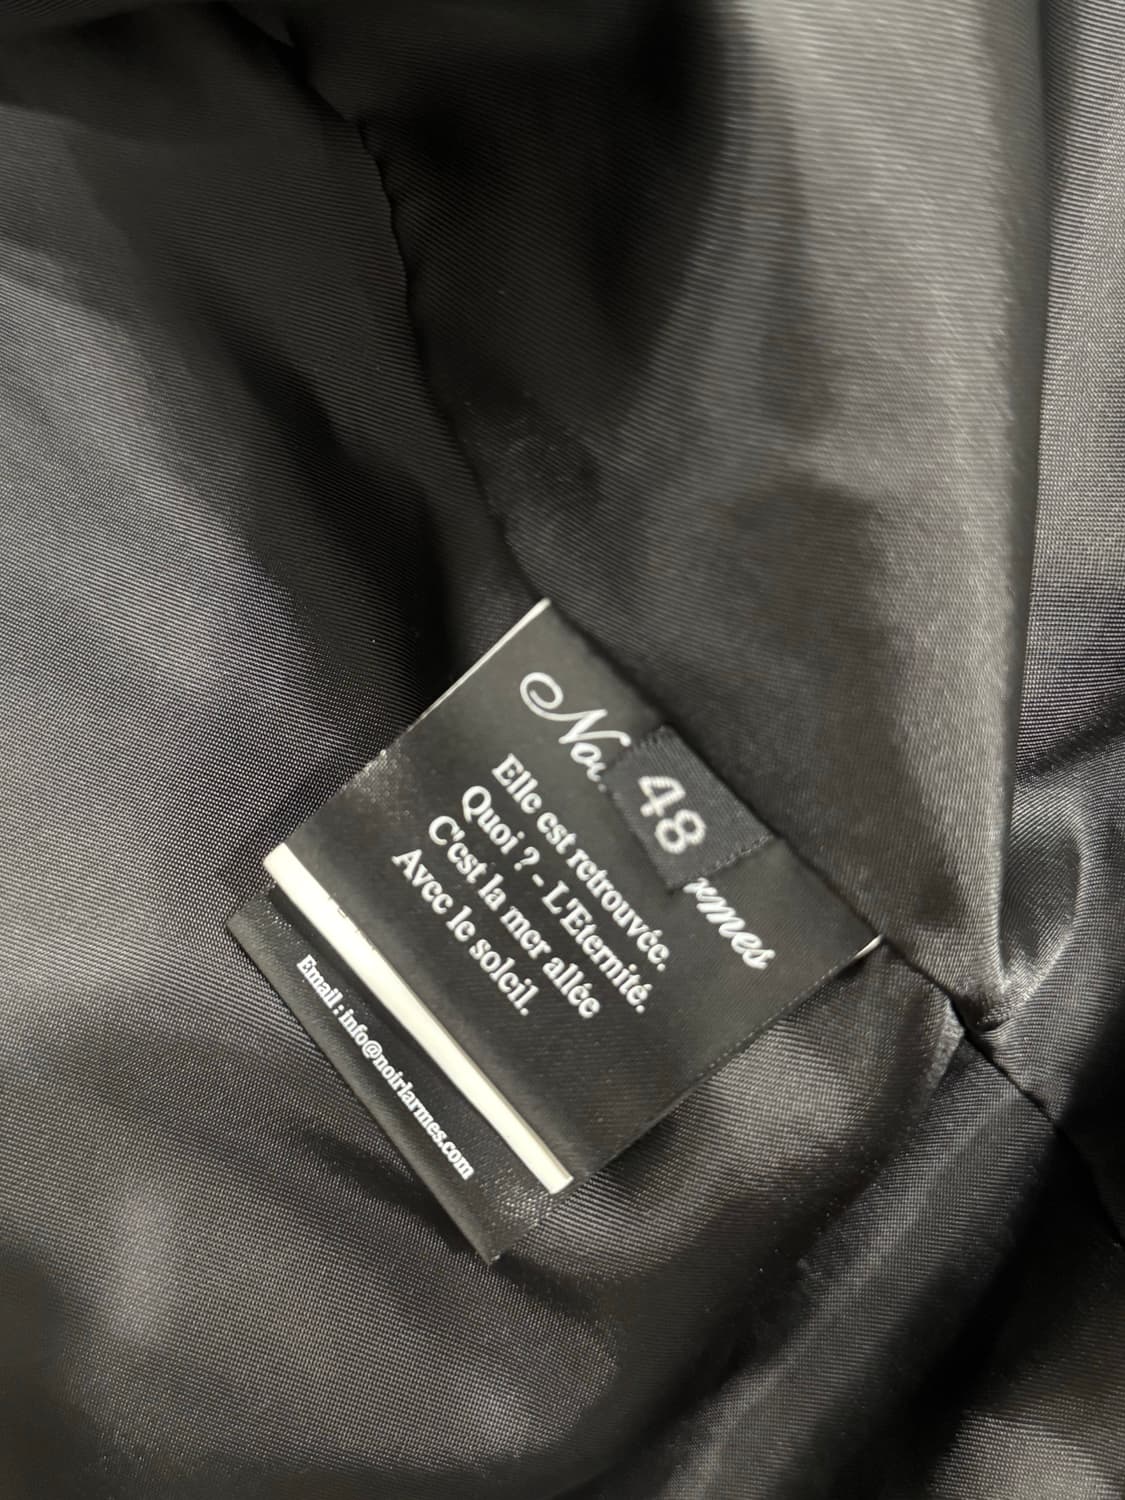 48
Elle est retrouvée.
Quoi ? - L'Eternité.
C'est la mer allée
Avec le soleil.
Email : info@noirlarmes.com